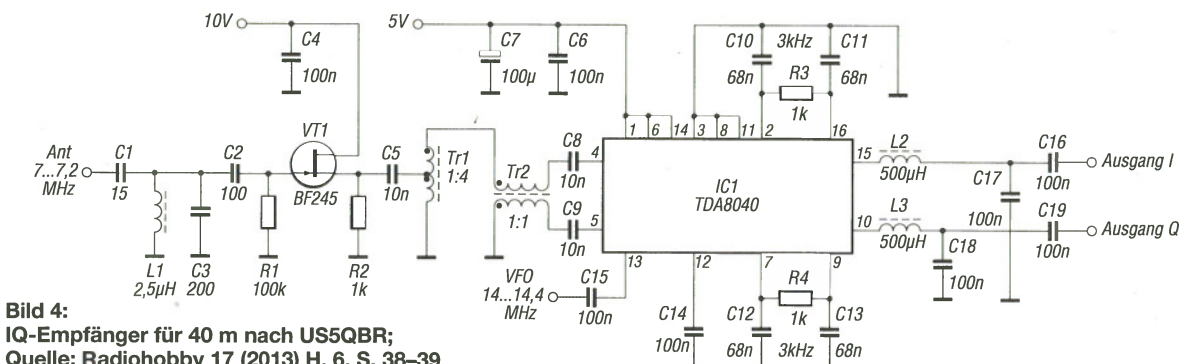 10V
C4
100n
5V
C7
100µ
C6
100n
C10
3kHz
C11
68n
R3
68n
1k
VT1
BF245
Ant
7...7,2
MHz
C1
15
C2
100
C5
10n
Tr1
1:4
Tr2
1:1
C8
10n
C9
10n
1 6 14 3 8 11 2 16
4
5
IC1
TDA8040
15
10
L2
500µH
L3
500µH
C16
100n
Ausgang I
C17
100n
C19
100n
Ausgang Q
C18
100n
L1
2,5µH
C3
200
R1
100k
R2
1k
VFO
14...14,4
MHz
C15
100n
13 12 7 9
C14
100n
C12
68n
R4
1k
3kHz
C13
68n
Bild 4:
IQ-Empfänger für 40 m nach US5QBR;
Quelle: Radiohobby 17 (2013) H. 6, S. 38–39